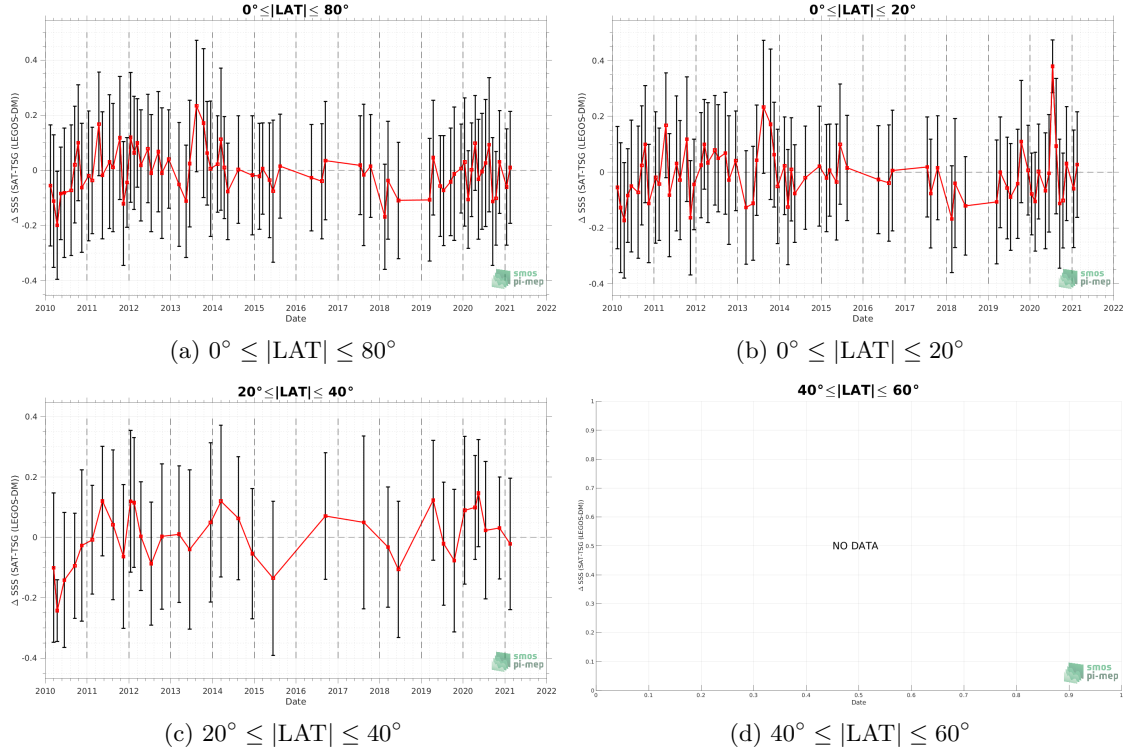 0°≤|LAT|≤ 80°
Δ SSS (SAT-TSG (LEGOS-DM))
0.4
0.2
0
-0.2
-0.4
2010 2011 2012 2013 2014 2015 2016 2017 2018 2019 2020 2021 2022
Date
smos
pi-mep
(a) 0° ≤ |LAT| ≤ 80°
0°≤|LAT|≤ 20°
Δ SSS (SAT-TSG (LEGOS-DM))
0.4
0.2
0
-0.2
-0.4
2010 2011 2012 2013 2014 2015 2016 2017 2018 2019 2020 2021 2022
Date
smos
pi-mep
(b) 0° ≤ |LAT| ≤ 20°
20°≤|LAT|≤ 40°
Δ SSS (SAT-TSG (LEGOS-DM))
0.4
0.2
0
-0.2
-0.4
2010 2011 2012 2013 2014 2015 2016 2017 2018 2019 2020 2021 2022
Date
smos
pi-mep
(c) 20° ≤ |LAT| ≤ 40°
40°≤|LAT|≤ 60°
Δ SSS (SAT-TSG (LEGOS-DM))
1
0.9
0.8
0.7
0.6
0.5
0.4
0.3
0.2
0.1
0
NO DATA
0 0.1 0.2 0.3 0.4 0.5 0.6 0.7 0.8 0.9 1
Date
smos
pi-mep
(d) 40° ≤ |LAT| ≤ 60°